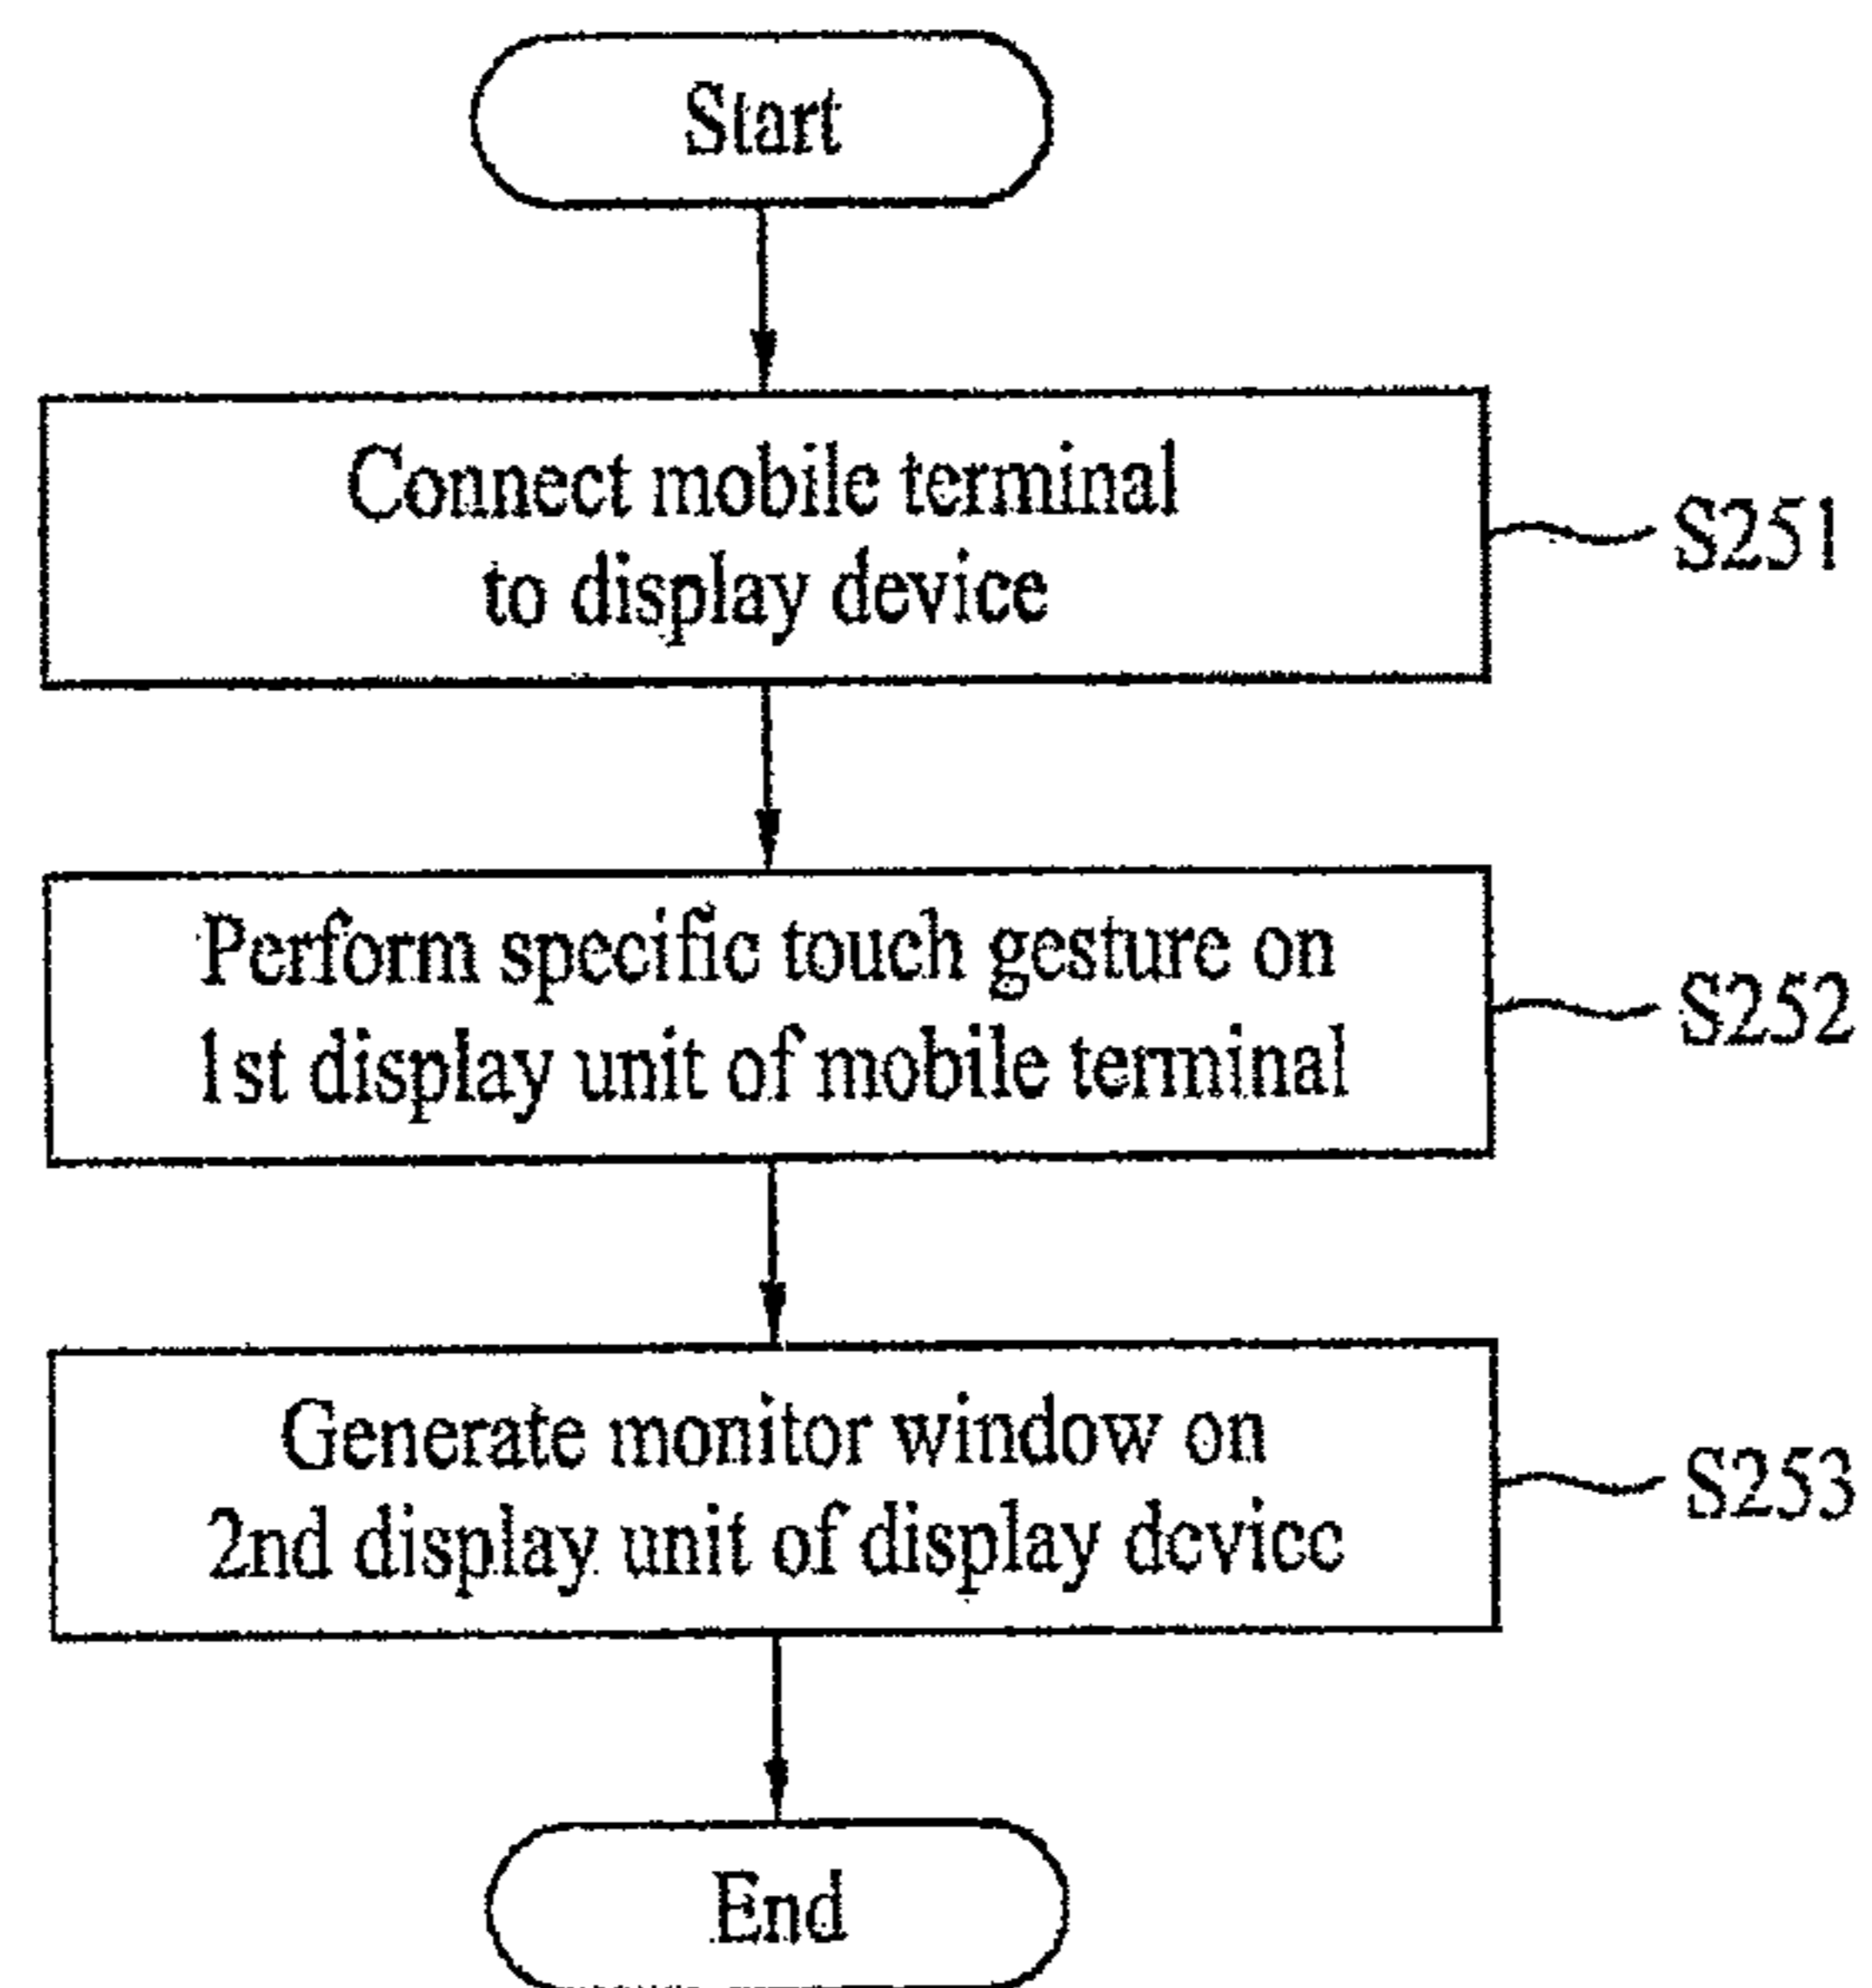 Start
Connect mobile terminal
to display device
S251
Perform specific touch gesture on
1st display unit of mobile terminal
S252
Generate monitor window on
2nd display unit of display device
S253
End